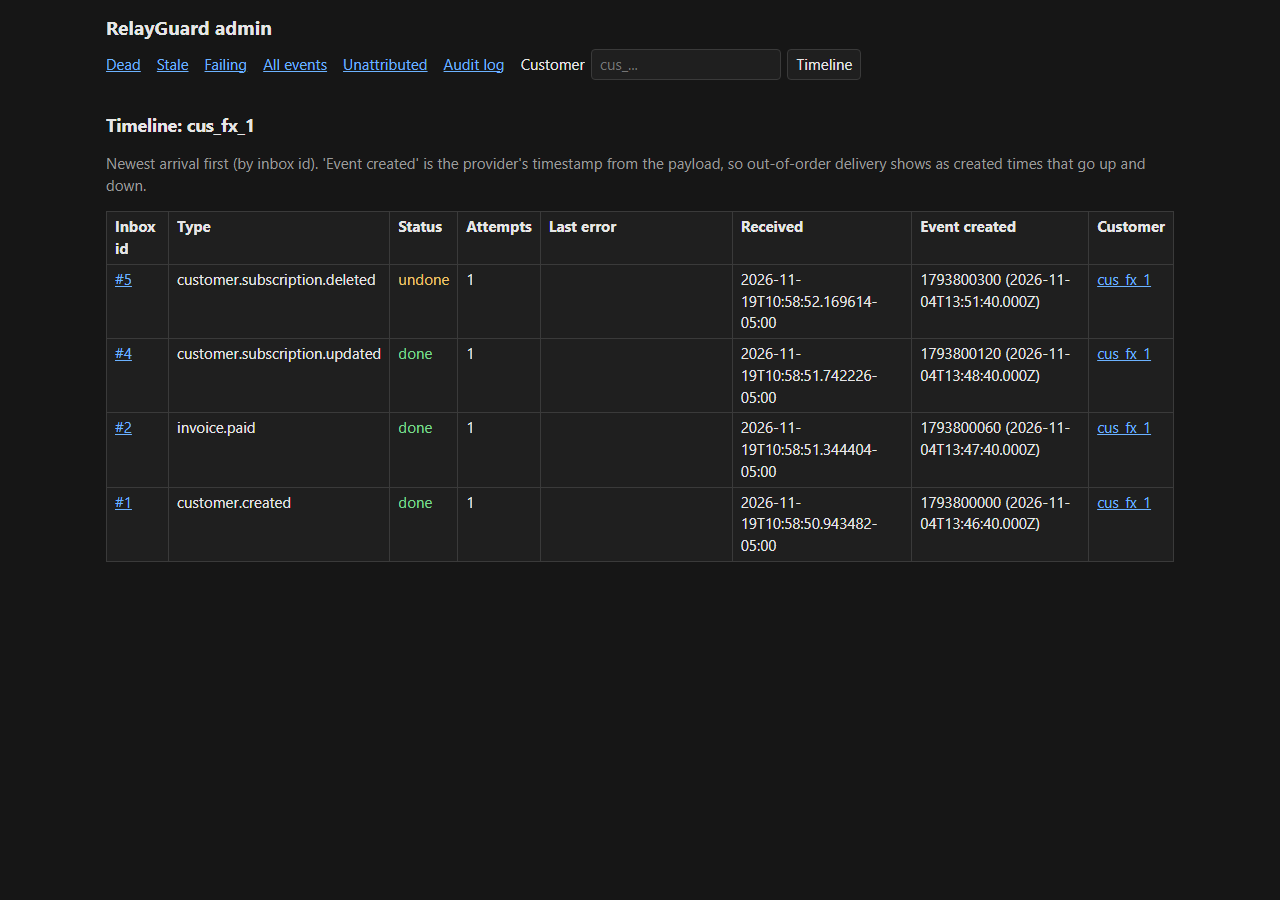 RelayGuard admin
Dead Stale Failing All events Unattributed Audit log Customer cus_... Timeline
Timeline: cus_fx_1
Newest arrival first (by inbox id). 'Event created' is the provider's timestamp from the payload, so out-of-order delivery shows as created times that go up and
down.
Inbox id Type Status Attempts Last error Received Event created Customer
#5 customer.subscription.deleted undone 1 2026-11-19T10:58:52.169614-05:00 1793800300 (2026-11-04T13:51:40.000Z) cus_fx_1
#4 customer.subscription.updated done 1 2026-11-19T10:58:51.742226-05:00 1793800120 (2026-11-04T13:48:40.000Z) cus_fx_1
#2 invoice.paid done 1 2026-11-19T10:58:51.344404-05:00 1793800060 (2026-11-04T13:47:40.000Z) cus_fx_1
#1 customer.created done 1 2026-11-19T10:58:50.943482-05:00 1793800000 (2026-11-04T13:46:40.000Z) cus_fx_1